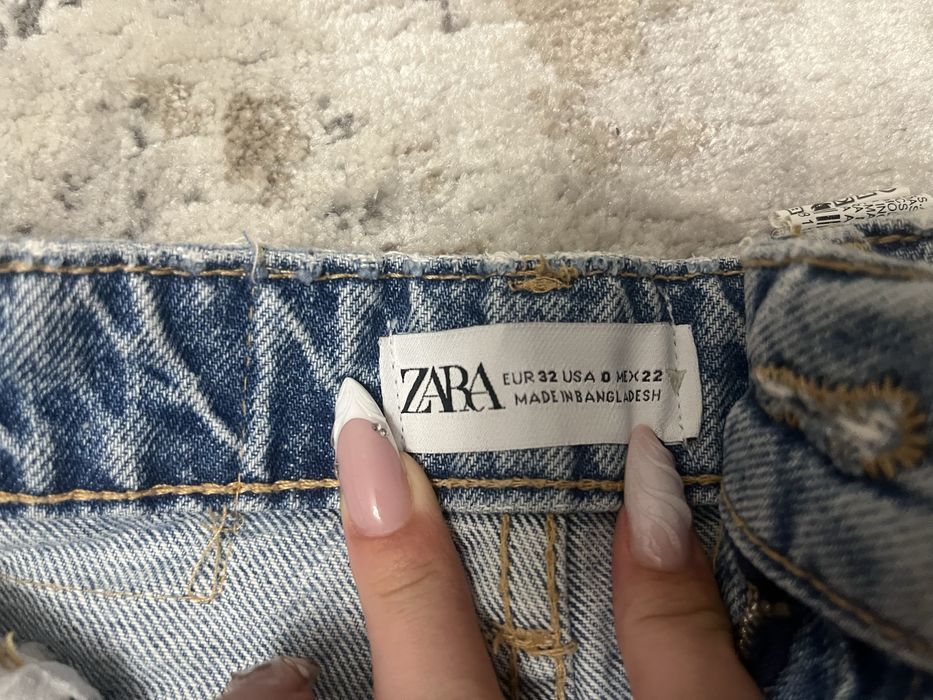 ZARA
EUR 32 USA 0 MEX 22
MADE IN BANGLADESH